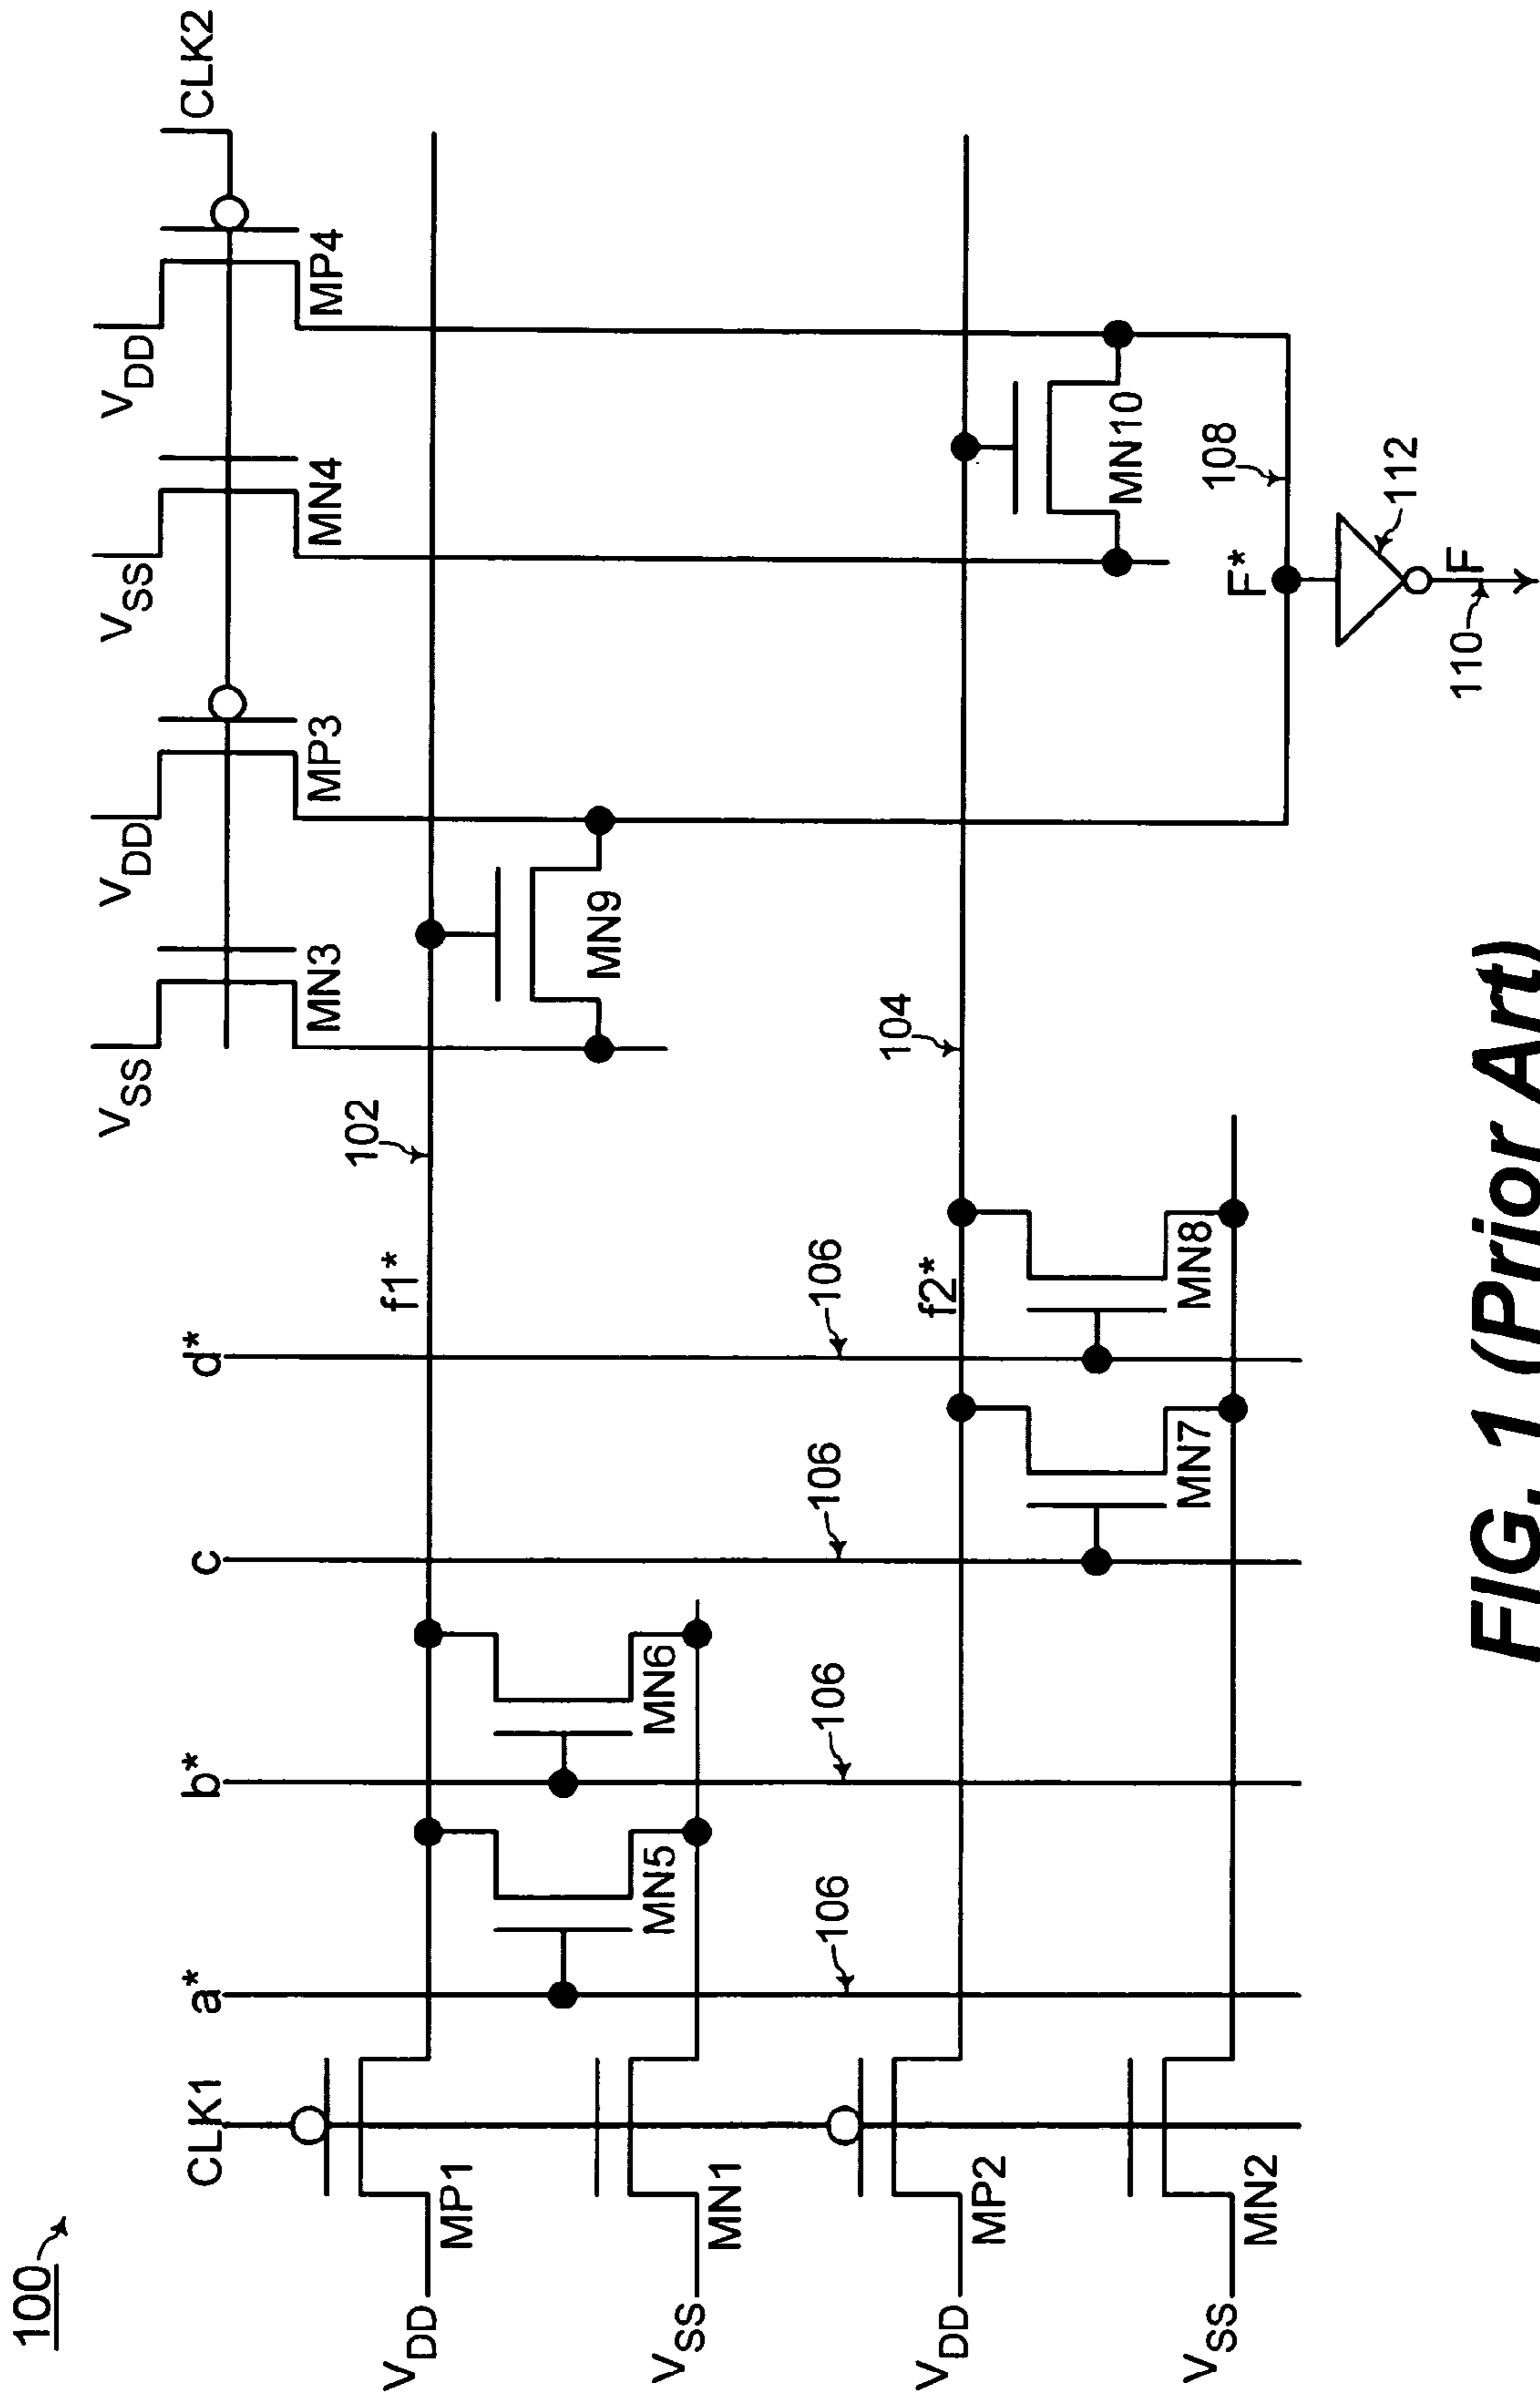 100
CLK1
a*
b*
c
d*
VDD
VSS
VDD
VSS
MP1
MN1
MP2
MN2
MN5
MN6
MN7
MN8
106
106
106
106
f1*
f2*
102
104
VSS
VDD
VSS
VDD
CLK2
MN3
MP3
MN4
MP4
MN9
MN10
F*
108
112
110
F
FIG. 1 (Prior Art)